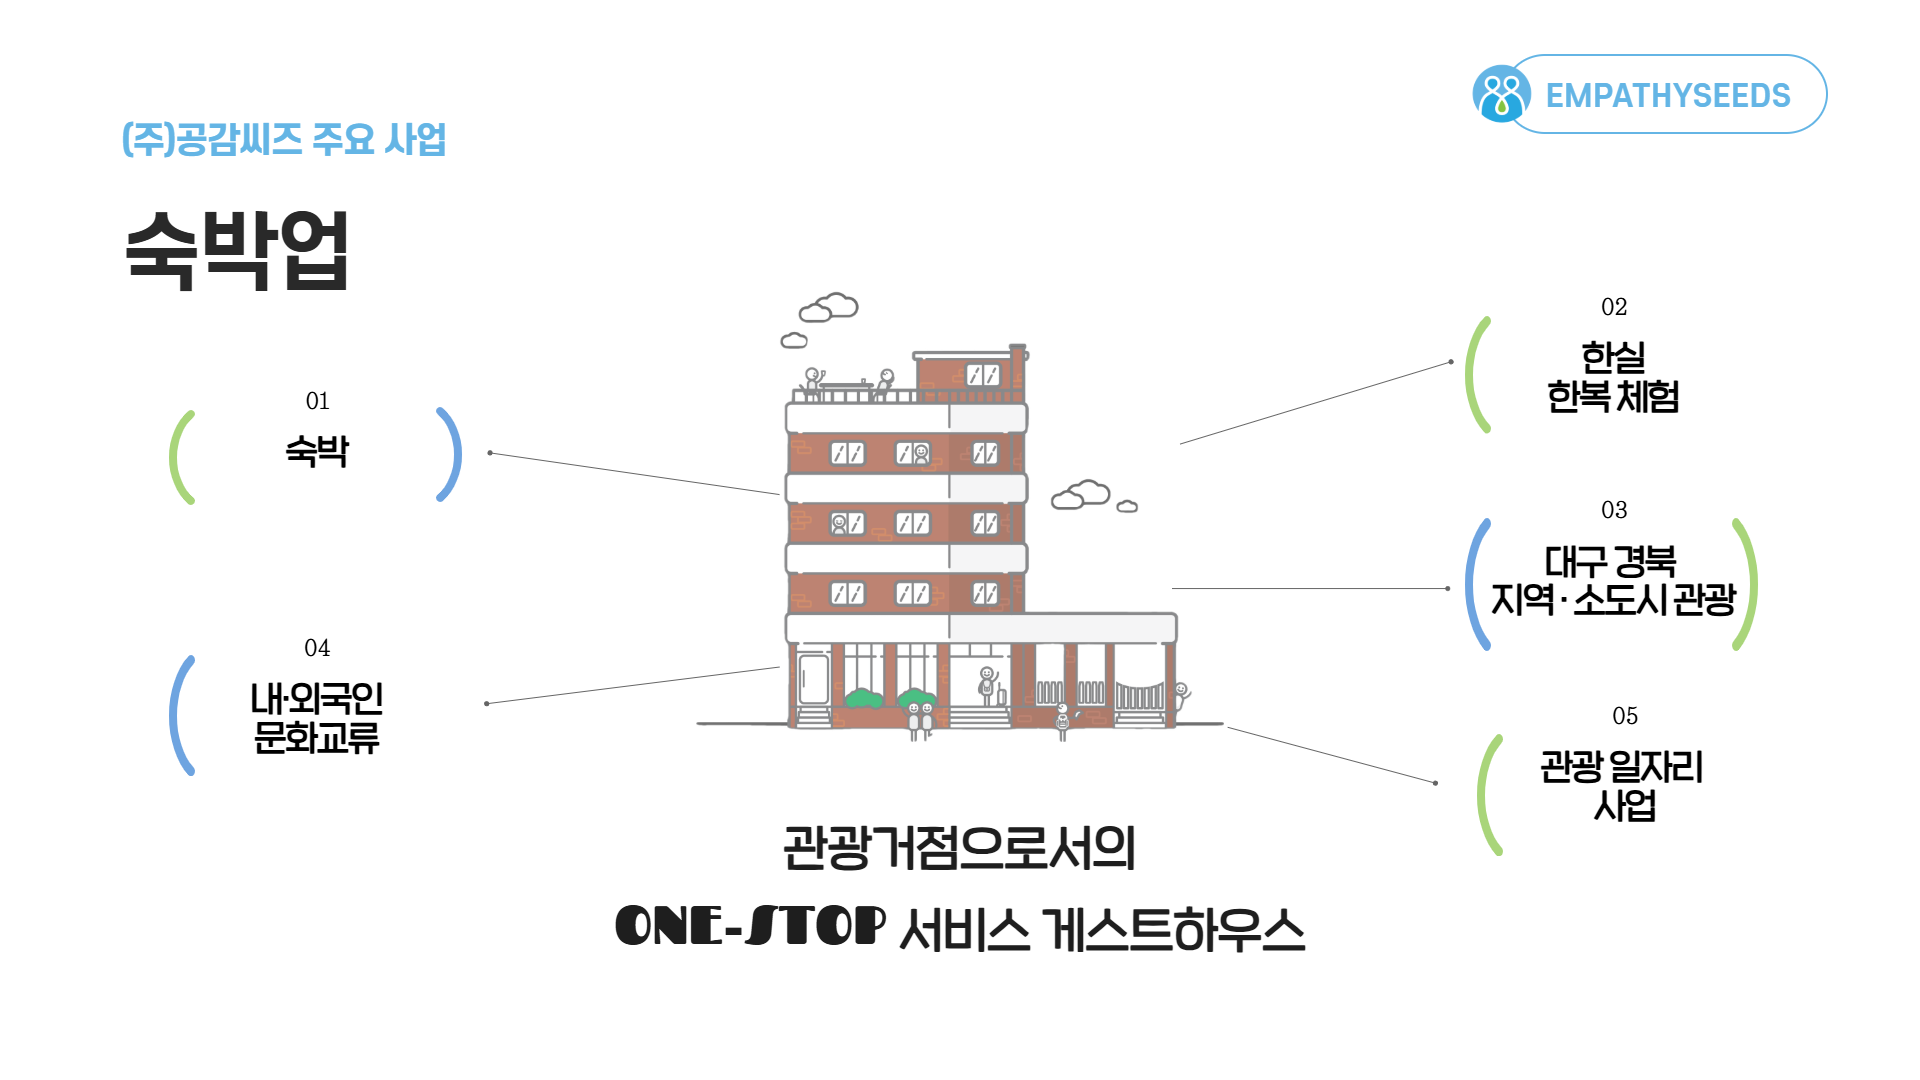 EMPATHYSEEDS
(주)공감씨즈 주요 사업
숙박업
01
숙박
02
한실
한복 체험
03
대구 경북
지역·소도시 관광
04
내·외국인
문화교류
05
관광 일자리
사업
관광거점으로서의
ONE-STOP 서비스 게스트하우스